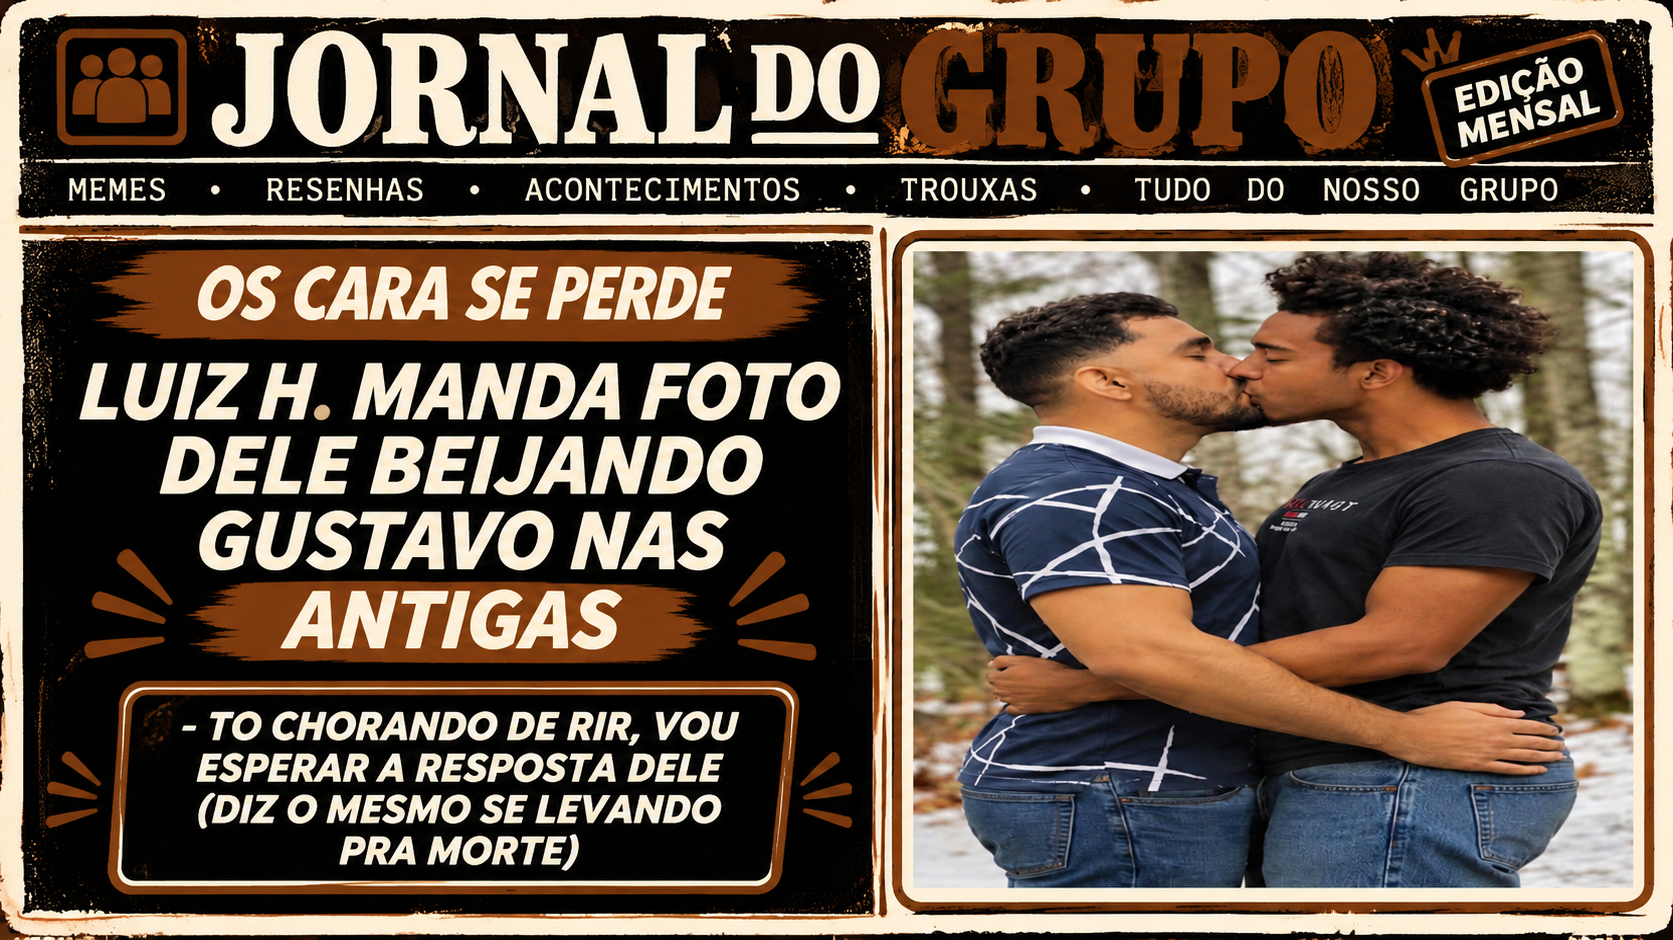 JORNAL DO GRUPO
EDIÇÃO
MENSAL
MEMES • RESENHAS • ACONTECIMENTOS • TROUXAS • TUDO DO NOSSO GRUPO
OS CARA SE PERDE
LUIZ H. MANDA FOTO
DELE BEIJANDO
GUSTAVO NAS
ANTIGAS
- TO CHORANDO DE RIR, VOU
ESPERAR A RESPOSTA DELE
(DIZ O MESMO SE LEVANDO
PRA MORTE)